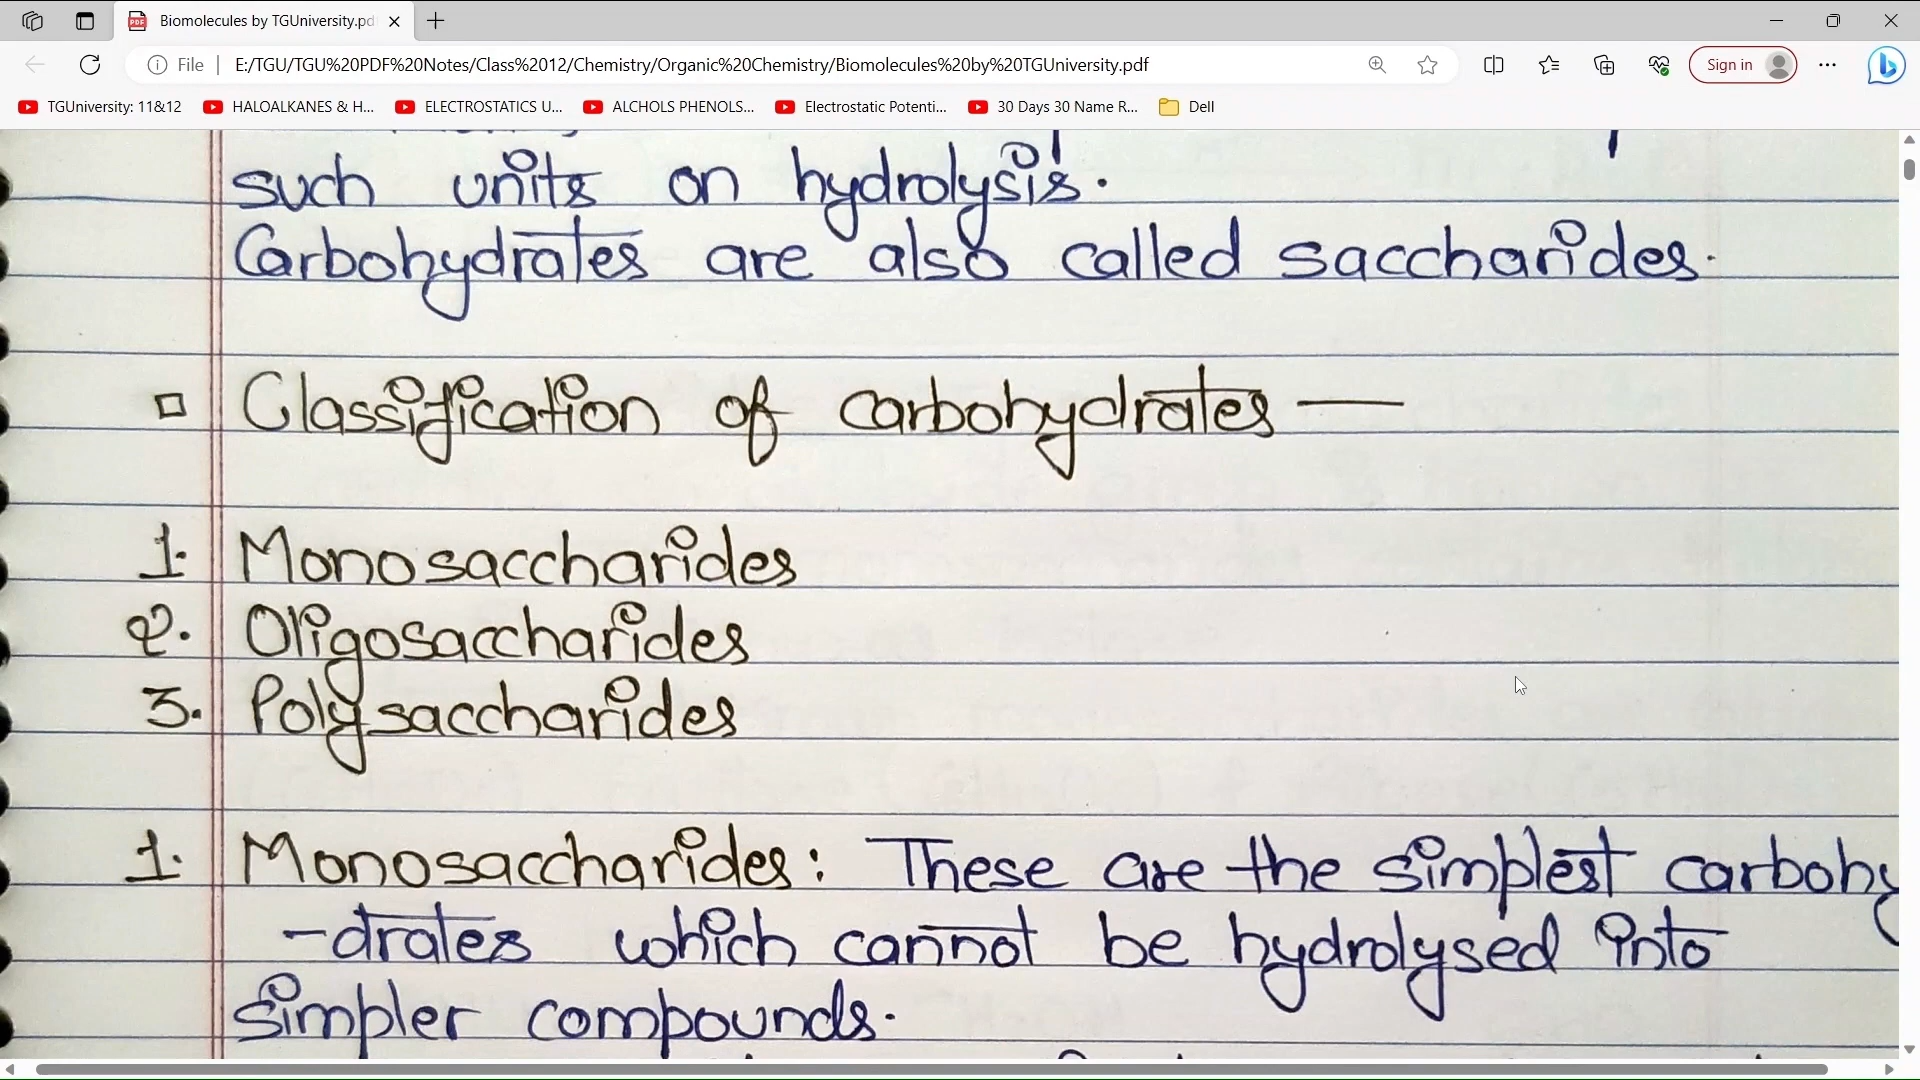 Biomolecules by TGUniversity.pd
File
E:/TGU/TGU%20PDF%20Notes/Class%2012/Chemistry/Organic%20Chemistry/Biomolecules%20by%20TGUniversity.pdf
Sign in
TGUniversity: 11&12
HALOALKANES & H...
ELECTROSTATICS U...
ALCHOLS PHENOLS...
Electrostatic Potenti...
30 Days 30 Name R...
Dell
such units on hydrolysis.
Carbohydrates are also called saccharides.
Classification of carbohydrates —
1. Monosaccharides
2. Oligosaccharides
3. Polysaccharides
1. Monosaccharides: These are the simplest carbohy
-drates which cannot be hydrolysed into
simpler compounds.